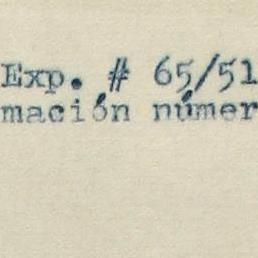 Exp. # 65/51
mación númer